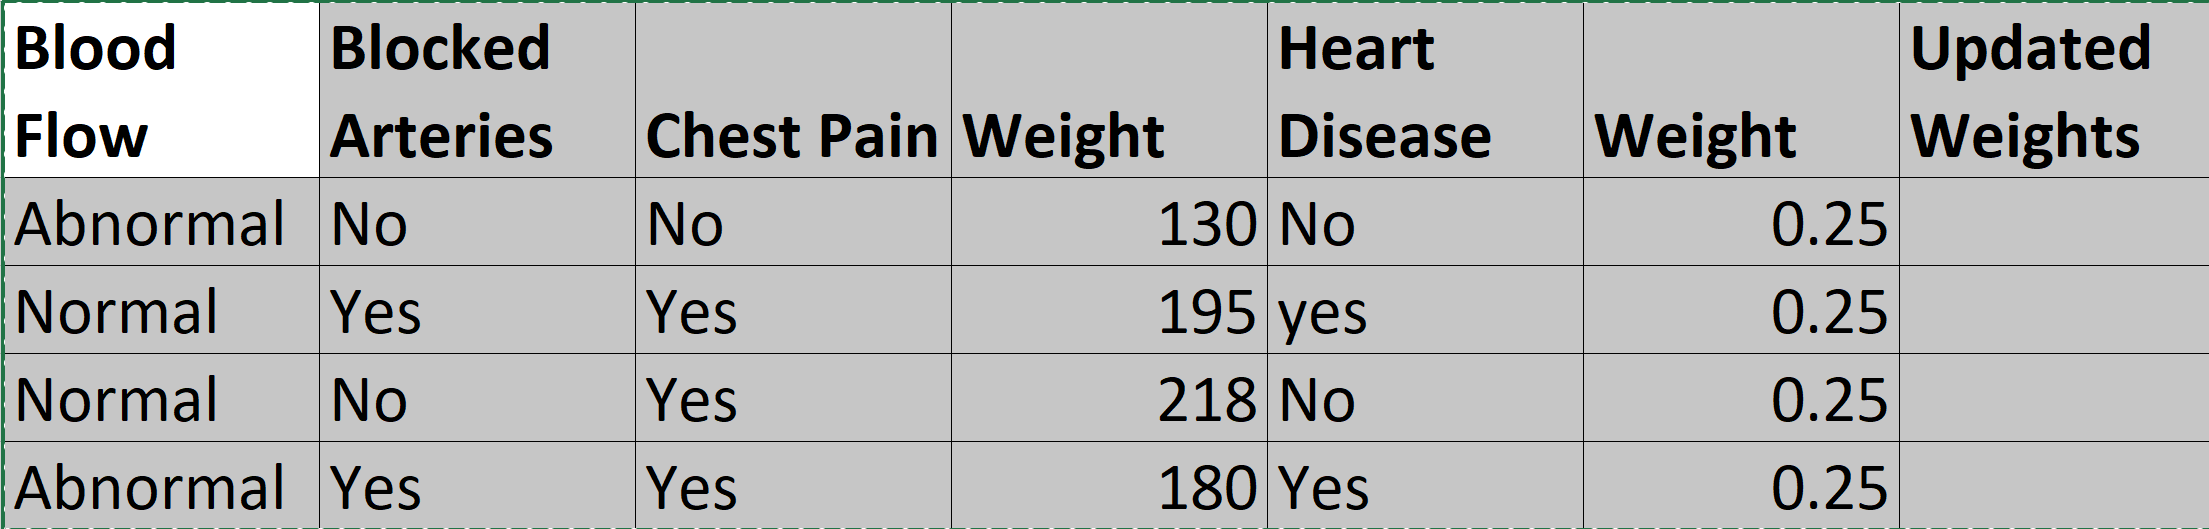 Blood Flow Blocked Arteries Chest Pain Weight Heart Disease Weight Updated Weights
Abnormal No No 130 No 0.25
Normal Yes Yes 195 yes 0.25
Normal No Yes 218 No 0.25
Abnormal Yes Yes 180 Yes 0.25